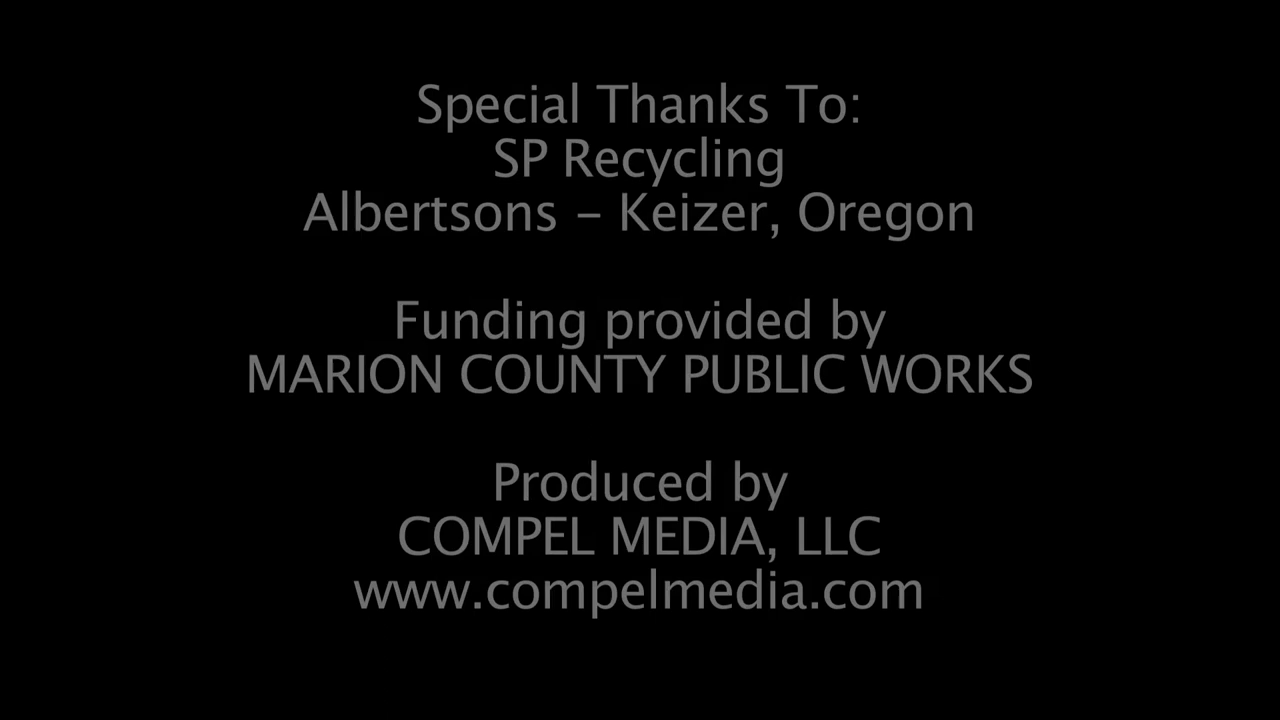 Special Thanks To:
SP Recycling
Albertsons – Keizer, Oregon
Funding provided by
MARION COUNTY PUBLIC WORKS
Produced by
COMPEL MEDIA, LLC
www.compelmedia.com